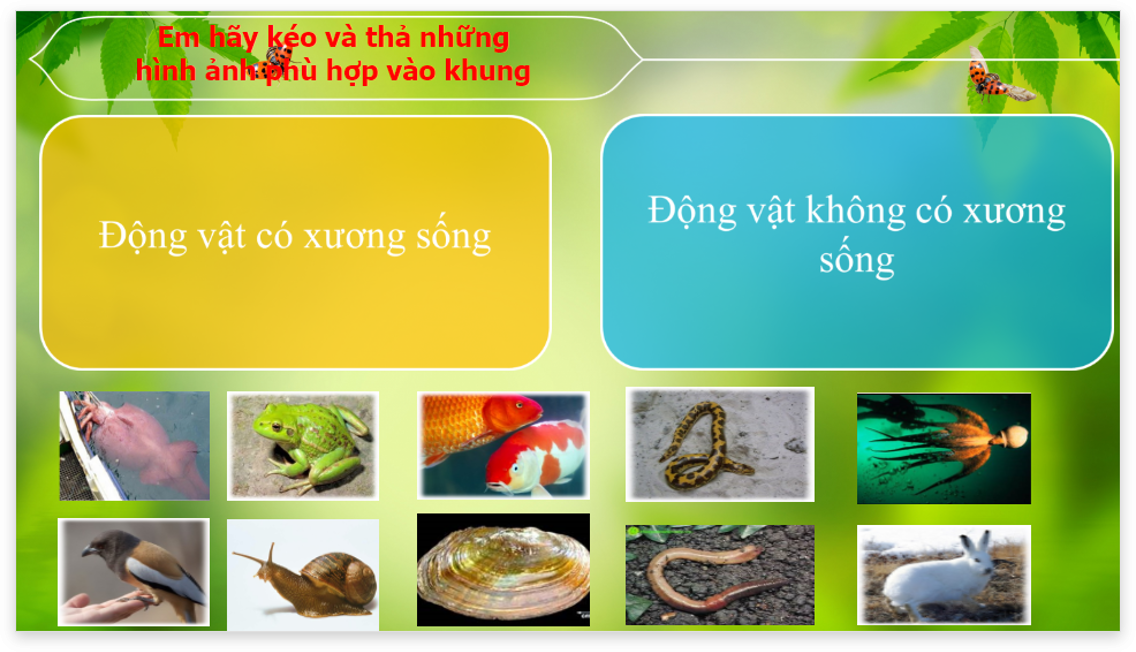 Em hãy kéo và thả những
hình ảnh phù hợp vào khung
Động vật có xương sống
Động vật không có xương
sống